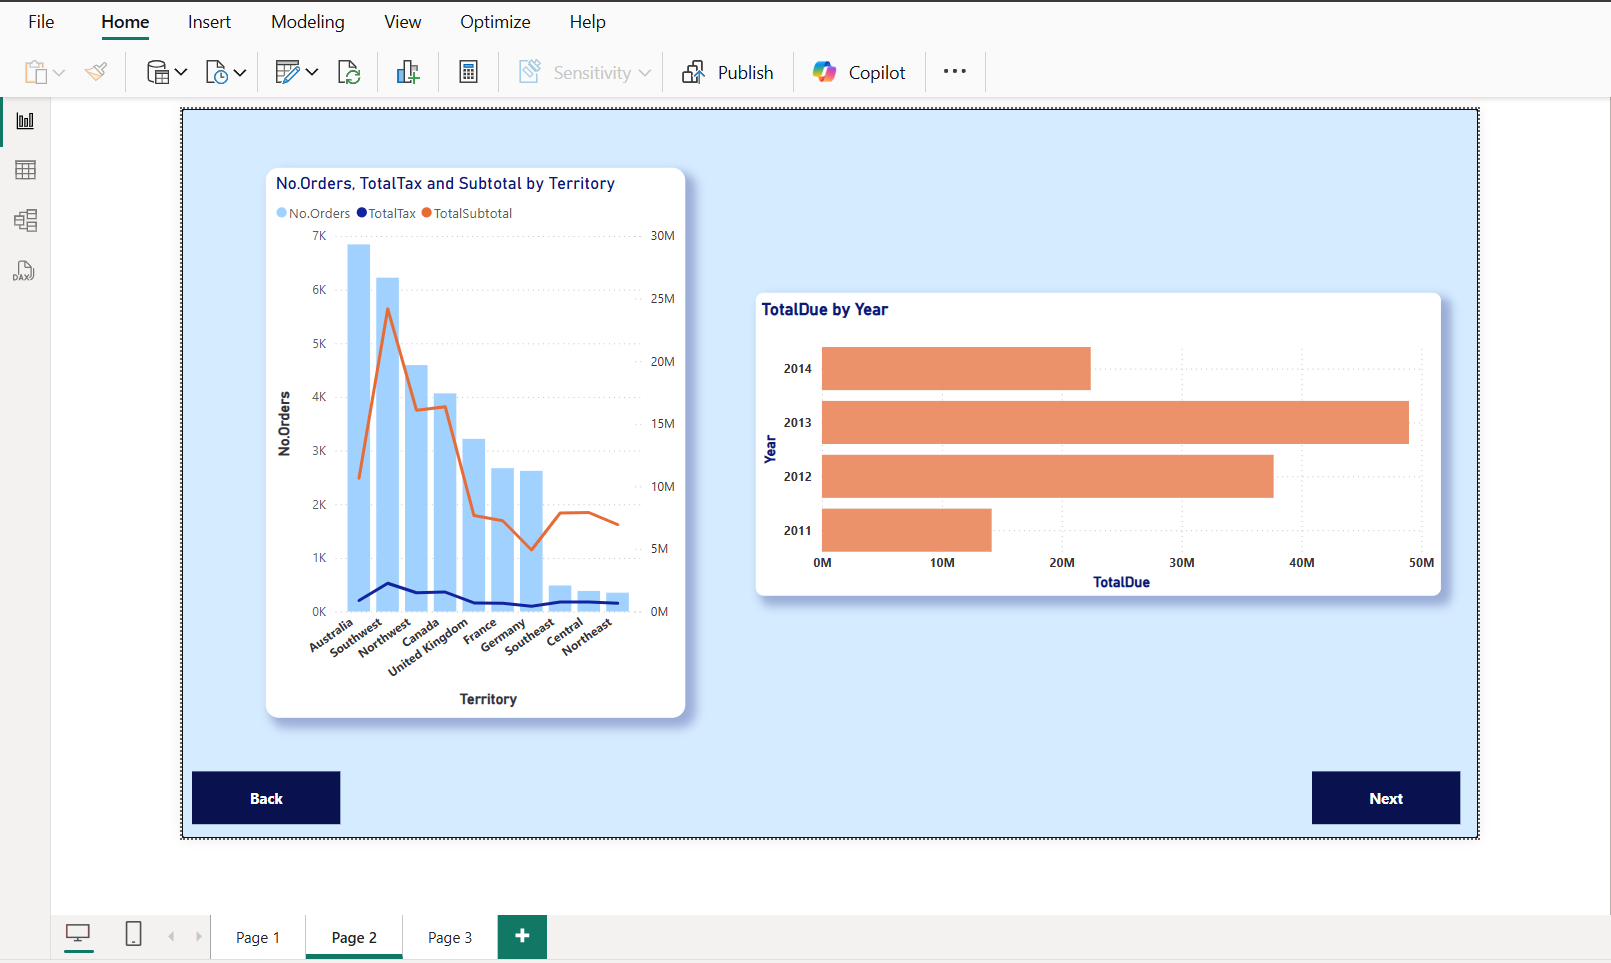 File Home Insert Modeling View Optimize Help
Sensitivity Publish Copilot
DAX
No.Orders, TotalTax and Subtotal by Territory
No.Orders TotalTax TotalSubtotal
7K 30M
6K 25M
5K 20M
4K 15M
3K 10M
2K 5M
1K
0K 0M
No.Orders
Australia Southwest Northwest Canada United Kingdom France Germany Southeast Central Northeast
Territory
TotalDue by Year
2014
2013
2012
2011
Year
0M 10M 20M 30M 40M 50M
TotalDue
Back Next
Page 1 Page 2 Page 3